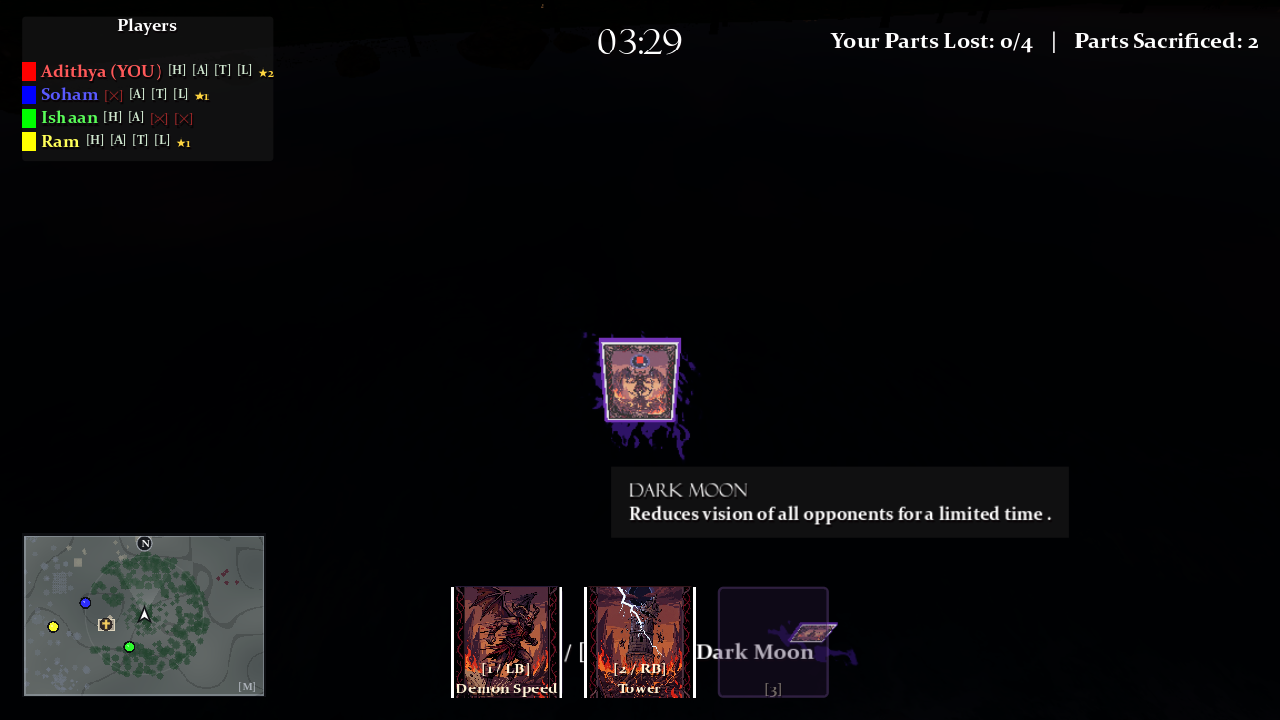 Players
03:29
Your Parts Lost: 0/4 | Parts Sacrificed: 2
Adithya (YOU) [H] [A] [T] [L] ★2
Soham [X] [A] [T] [L] ★1
Ishaan [H] [A] [X] [X]
Ram [H] [A] [T] [L] ★1
DARK MOON
Reduces vision of all opponents for a limited time .
N
[M]
/ [
Dark Moon
[1 / LB]
Demon Speed
[2 / RB]
Tower
[3]